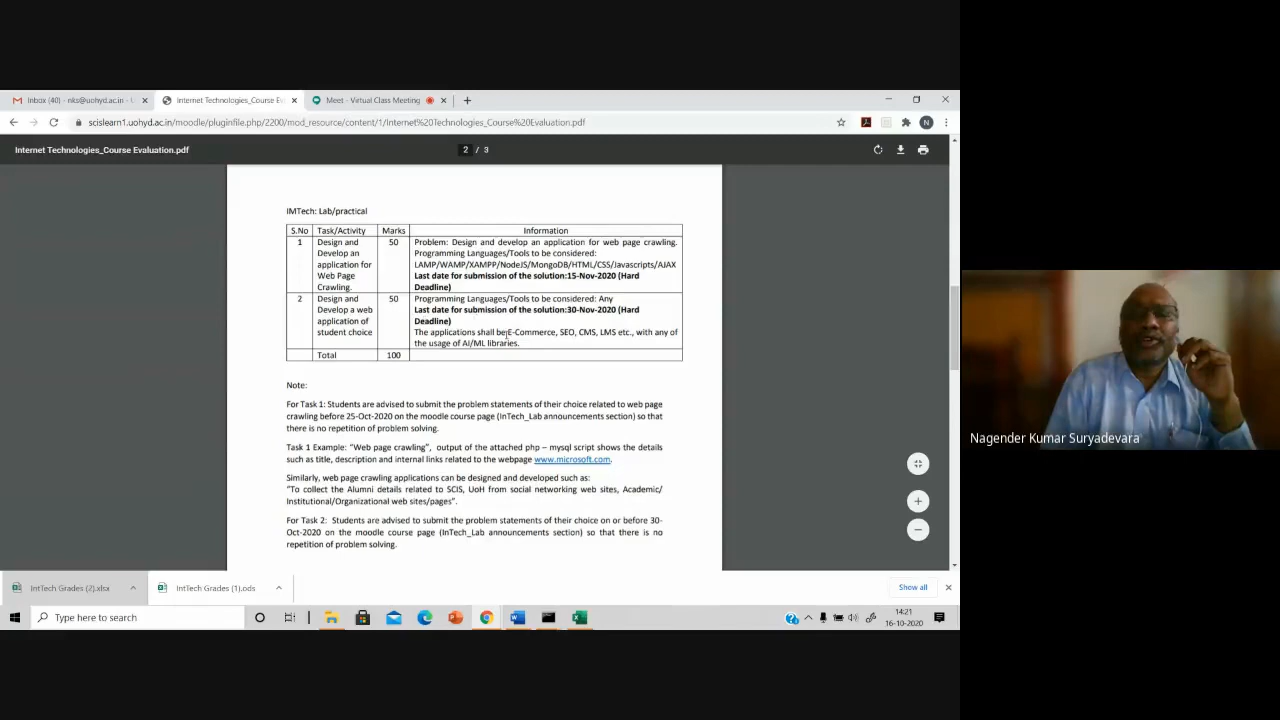 Inbox (40) - nks@uohyd.ac.in - U
Internet Technologies_Course Ev
Meet - Virtual Class Meeting
scislearn1.uohyd.ac.in/moodle/pluginfile.php/2200/mod_resource/content/1/Internet%20Technologies_Course%20Evaluation.pdf
N
Internet Technologies_Course Evaluation.pdf
2 / 3
IMTech: Lab/practical
S.No Task/Activity Marks Information
1 Design and Develop an application for Web Page Crawling. 50
Problem: Design and develop an application for web page crawling.
Programming Languages/Tools to be considered:
LAMP/WAMP/XAMPP/NodeJS/MongoDB/HTML/CSS/Javascripts/AJAX
Last date for submission of the solution:15-Nov-2020 (Hard
Deadline)
2 Design and Develop a web application of student choice 50
Programming Languages/Tools to be considered: Any
Last date for submission of the solution:30-Nov-2020 (Hard
Deadline)
The applications shall be E-Commerce, SEO, CMS, LMS etc., with any of
the usage of AI/ML libraries.
Total 100
Note:
For Task 1: Students are advised to submit the problem statements of their choice related to web page
crawling before 25-Oct-2020 on the moodle course page (InTech_Lab announcements section) so that
there is no repetition of problem solving.
Task 1 Example: “Web page crawling”, output of the attached php – mysql script shows the details
such as title, description and internal links related to the webpage www.microsoft.com.
Similarly, web page crawling applications can be designed and developed such as:
“To collect the Alumni details related to SCIS, UoH from social networking web sites, Academic/
Institutional/Organizational web sites/pages”.
For Task 2: Students are advised to submit the problem statements of their choice on or before 30-
Oct-2020 on the moodle course page (InTech_Lab announcements section) so that there is no
repetition of problem solving.
Nagender Kumar Suryadevara
IntTech Grades (2).xlsx
IntTech Grades (1).ods
Show all
Type here to search
14:21
16-10-2020